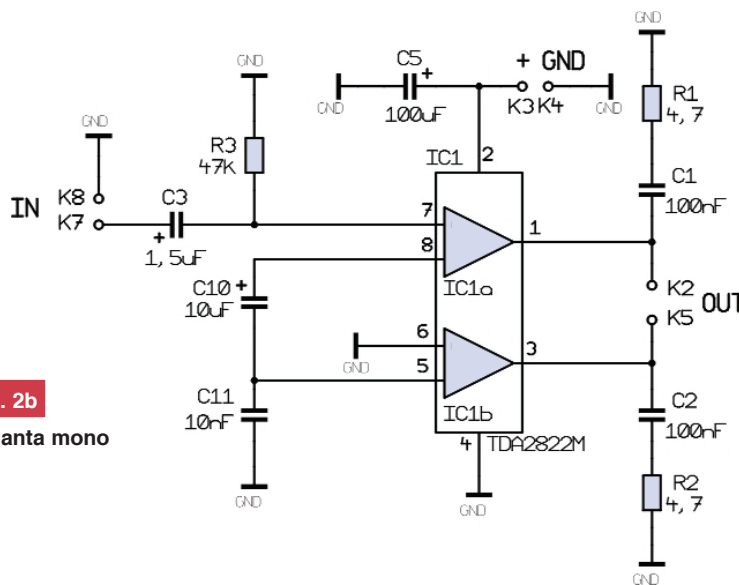 GND
C5
+
+ GND
GND
GND
K3 K4
GND
100uF
R1
4,7
GND
R3
47K
IC1
2
C1
100nF
IN
K8
K7
C3
+
1,5uF
7
8
1
IC1a
K2
K5
OUT
C10
+
10uF
6
5
GND
3
IC1b
C11
10nF
. 2b
anta mono
4
TDA2822M
C2
100nF
R2
4,7
GND
GND
GND